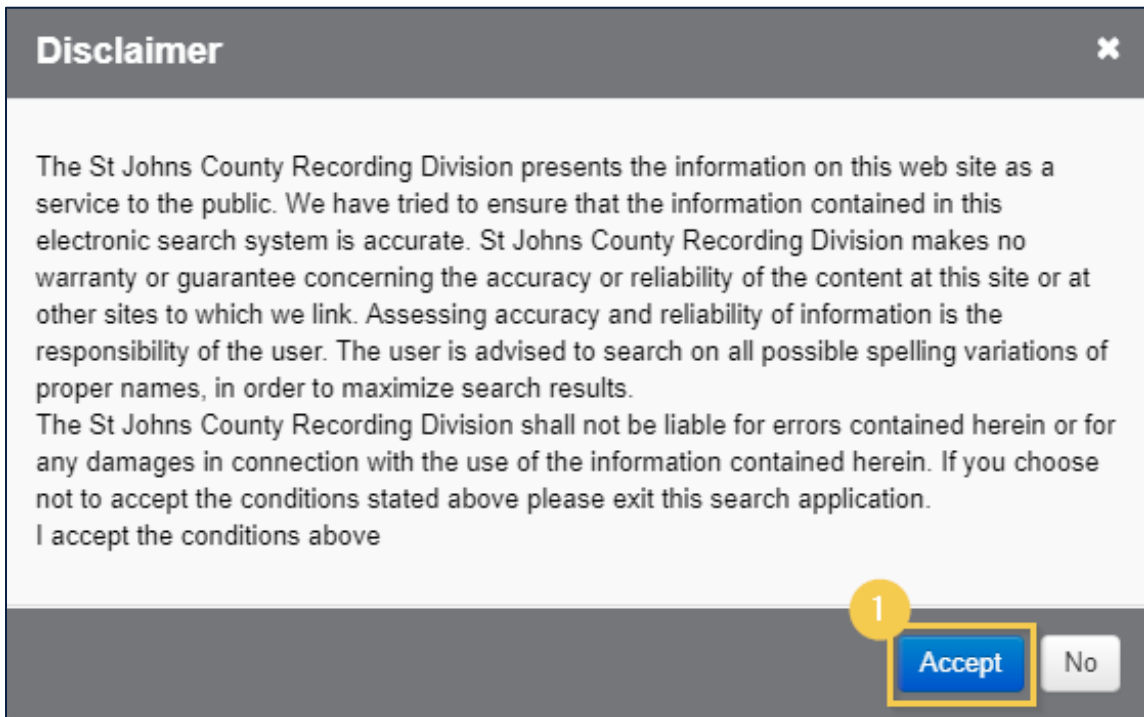 Disclaimer
The St Johns County Recording Division presents the information on this web site as a
service to the public. We have tried to ensure that the information contained in this
electronic search system is accurate. St Johns County Recording Division makes no
warranty or guarantee concerning the accuracy or reliability of the content at this site or at
other sites to which we link. Assessing accuracy and reliability of information is the
responsibility of the user. The user is advised to search on all possible spelling variations of
proper names, in order to maximize search results.
The St Johns County Recording Division shall not be liable for errors contained herein or for
any damages in connection with the use of the information contained herein. If you choose
not to accept the conditions stated above please exit this search application.
I accept the conditions above
1
Accept No